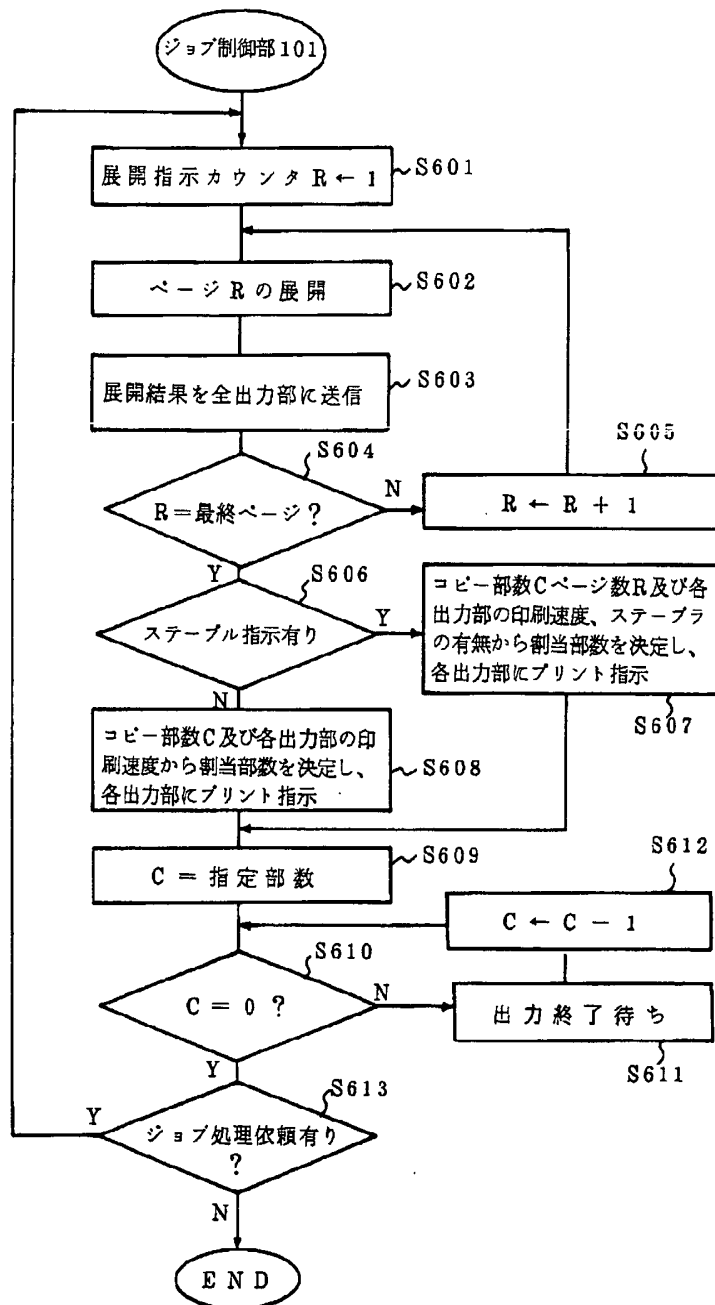 ジョブ制御部101
展開指示カウンタR←1
S601
ページRの展開
S602
展開結果を全出力部に送信
S603
S604
R=最終ページ?
N
Y
S605
R←R+1
S606
ステープル指示有り
Y
N
コピー部数Cページ数R及び各
出力部の印刷速度、ステープラ
の有無から割当部数を決定し、
各出力部にプリント指示
S607
コピー部数C及び各出力部の印
刷速度から割当部数を決定し、
各出力部にプリント指示
S608
C=指定部数
S609
S612
C←C-1
S610
C=0?
N
Y
出力終了待ち
S611
S613
Y
ジョブ処理依頼有り
?
N
END